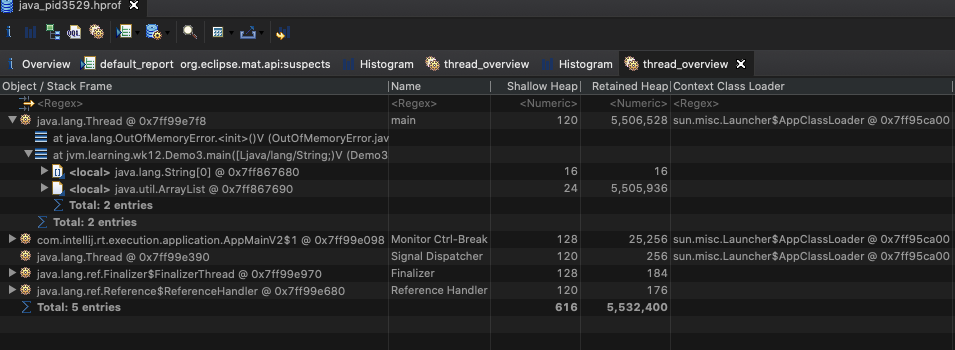 java_pid3529.hprof
i QL
i Overview default_report org.eclipse.mat.api:suspects Histogram thread_overview Histogram thread_overview
Object / Stack Frame Name Shallow Heap Retained Heap Context Class Loader
<Regex> <Regex> <Numeric> <Numeric> <Regex>
java.lang.Thread @ 0x7ff99e7f8 main 120 5,506,528 sun.misc.Launcher$AppClassLoader @ 0x7ff95ca00
at java.lang.OutOfMemoryError.<init>()V (OutOfMemoryError.jav
at jvm.learning.wk12.Demo3.main([Ljava/lang/String;)V (Demo3
<local> java.lang.String[0] @ 0x7ff867680 16 16
<local> java.util.ArrayList @ 0x7ff867690 24 5,505,936
Total: 2 entries
Total: 2 entries
com.intellij.rt.execution.application.AppMainV2$1 @ 0x7ff99e098 Monitor Ctrl-Break 128 25,256 sun.misc.Launcher$AppClassLoader @ 0x7ff95ca00
java.lang.Thread @ 0x7ff99e390 Signal Dispatcher 120 256 sun.misc.Launcher$AppClassLoader @ 0x7ff95ca00
java.lang.ref.Finalizer$FinalizerThread @ 0x7ff99e970 Finalizer 128 184
java.lang.ref.Reference$ReferenceHandler @ 0x7ff99e680 Reference Handler 120 176
Total: 5 entries 616 5,532,400